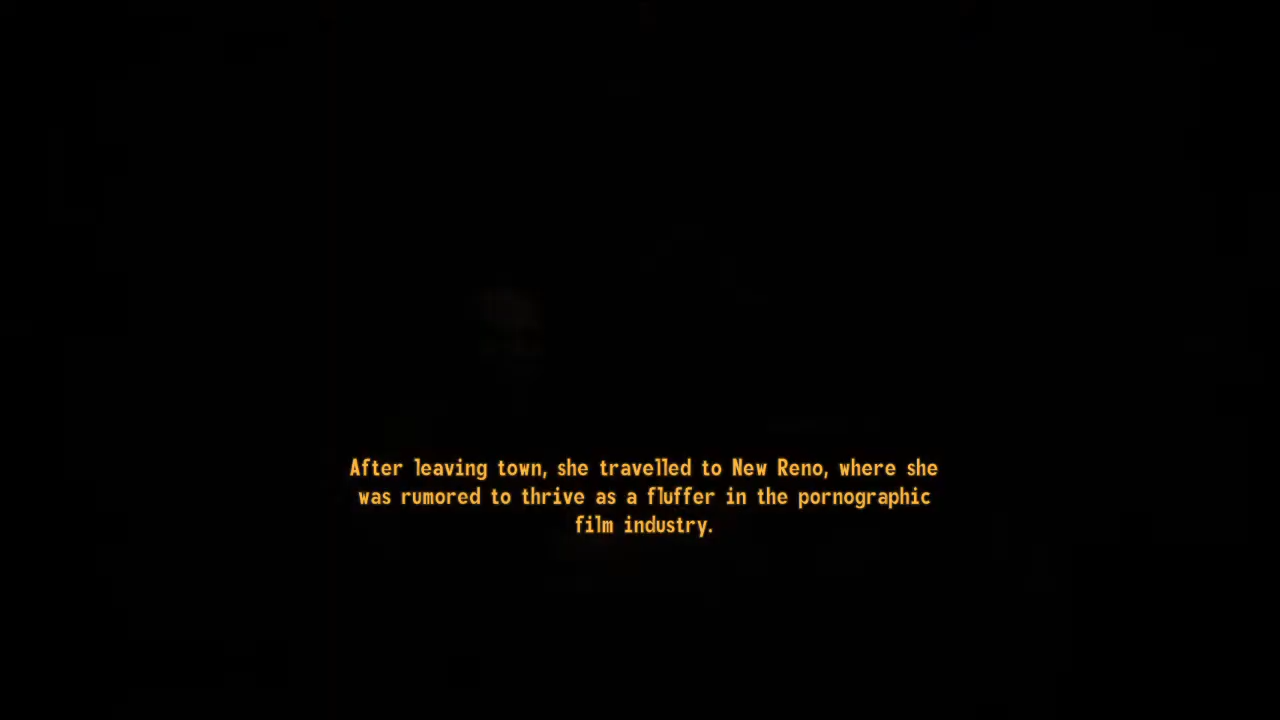 After leaving town, she travelled to New Reno, where she
was rumored to thrive as a fluffer in the pornographic
film industry.